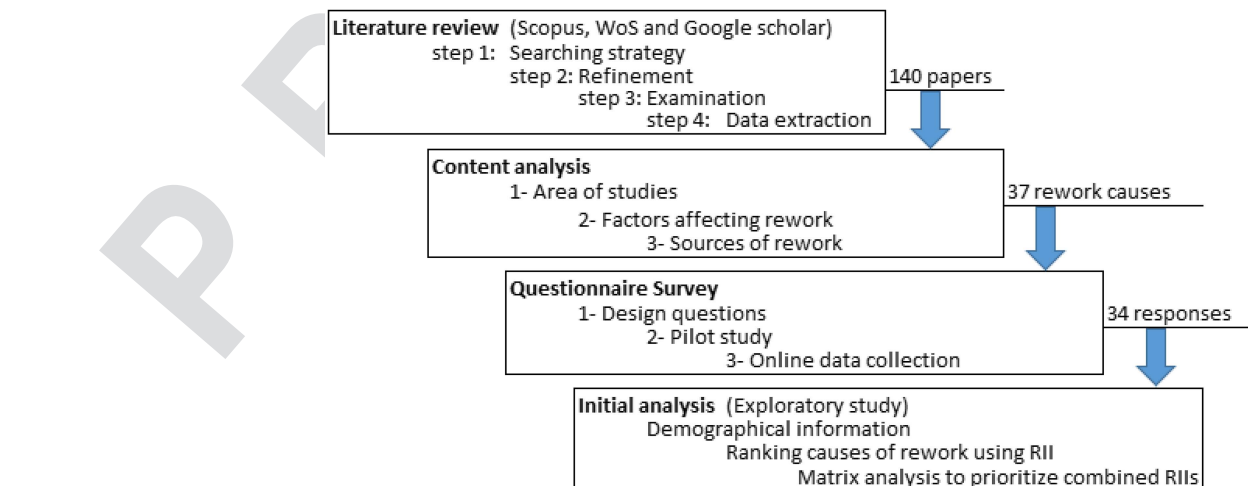 Literature review (Scopus, WoS and Google scholar)
step 1: Searching strategy
step 2: Refinement
step 3: Examination
step 4: Data extraction
140 papers
Content analysis
1- Area of studies
2- Factors affecting rework
3- Sources of rework
37 rework causes
Questionnaire Survey
1- Design questions
2- Pilot study
3- Online data collection
34 responses
Initial analysis (Exploratory study)
Demographical information
Ranking causes of rework using RII
Matrix analysis to prioritize combined RIIs